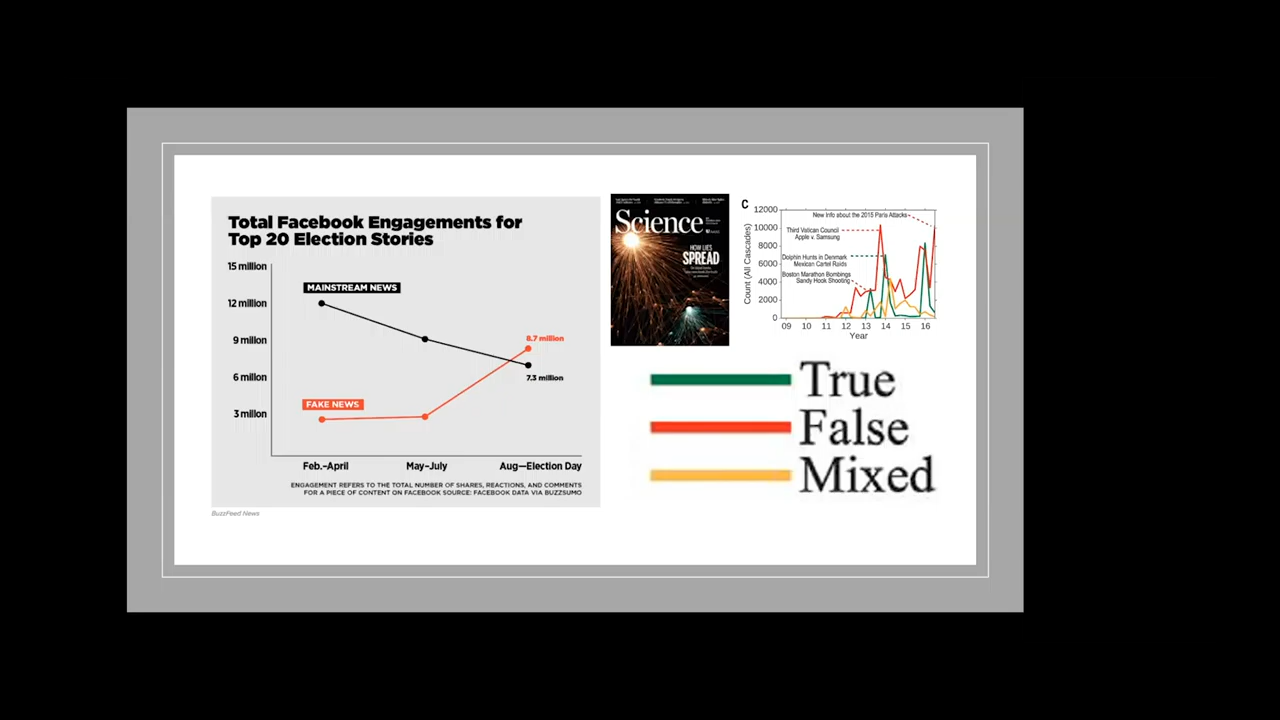 Total Facebook Engagements for
Top 20 Election Stories
15 million
12 million
9 million
6 million
3 millon
MAINSTREAM NEWS
8.7 million
7.3 million
FAKE NEWS
Feb.–April
May–July
Aug—Election Day
ENGAGEMENT REFERS TO THE TOTAL NUMBER OF SHARES, REACTIONS, AND COMMENTS
FOR A PIECE OF CONTENT ON FACEBOOK SOURCE: FACEBOOK DATA VIA BUZZSUMO
BuzzFeed News
Science
HOW LIES
SPREAD
C
Count (All Cascades)
12000
10000
8000
6000
4000
2000
0
New Info about the 2015 Paris Attacks
Third Vatican Council
Apple v. Samsung
Dolphin Hunts in Denmark
Mexican Cartel Raids
Boston Marathon Bombings
Sandy Hook Shooting
09 10 11 12 13 14 15 16
Year
True
False
Mixed